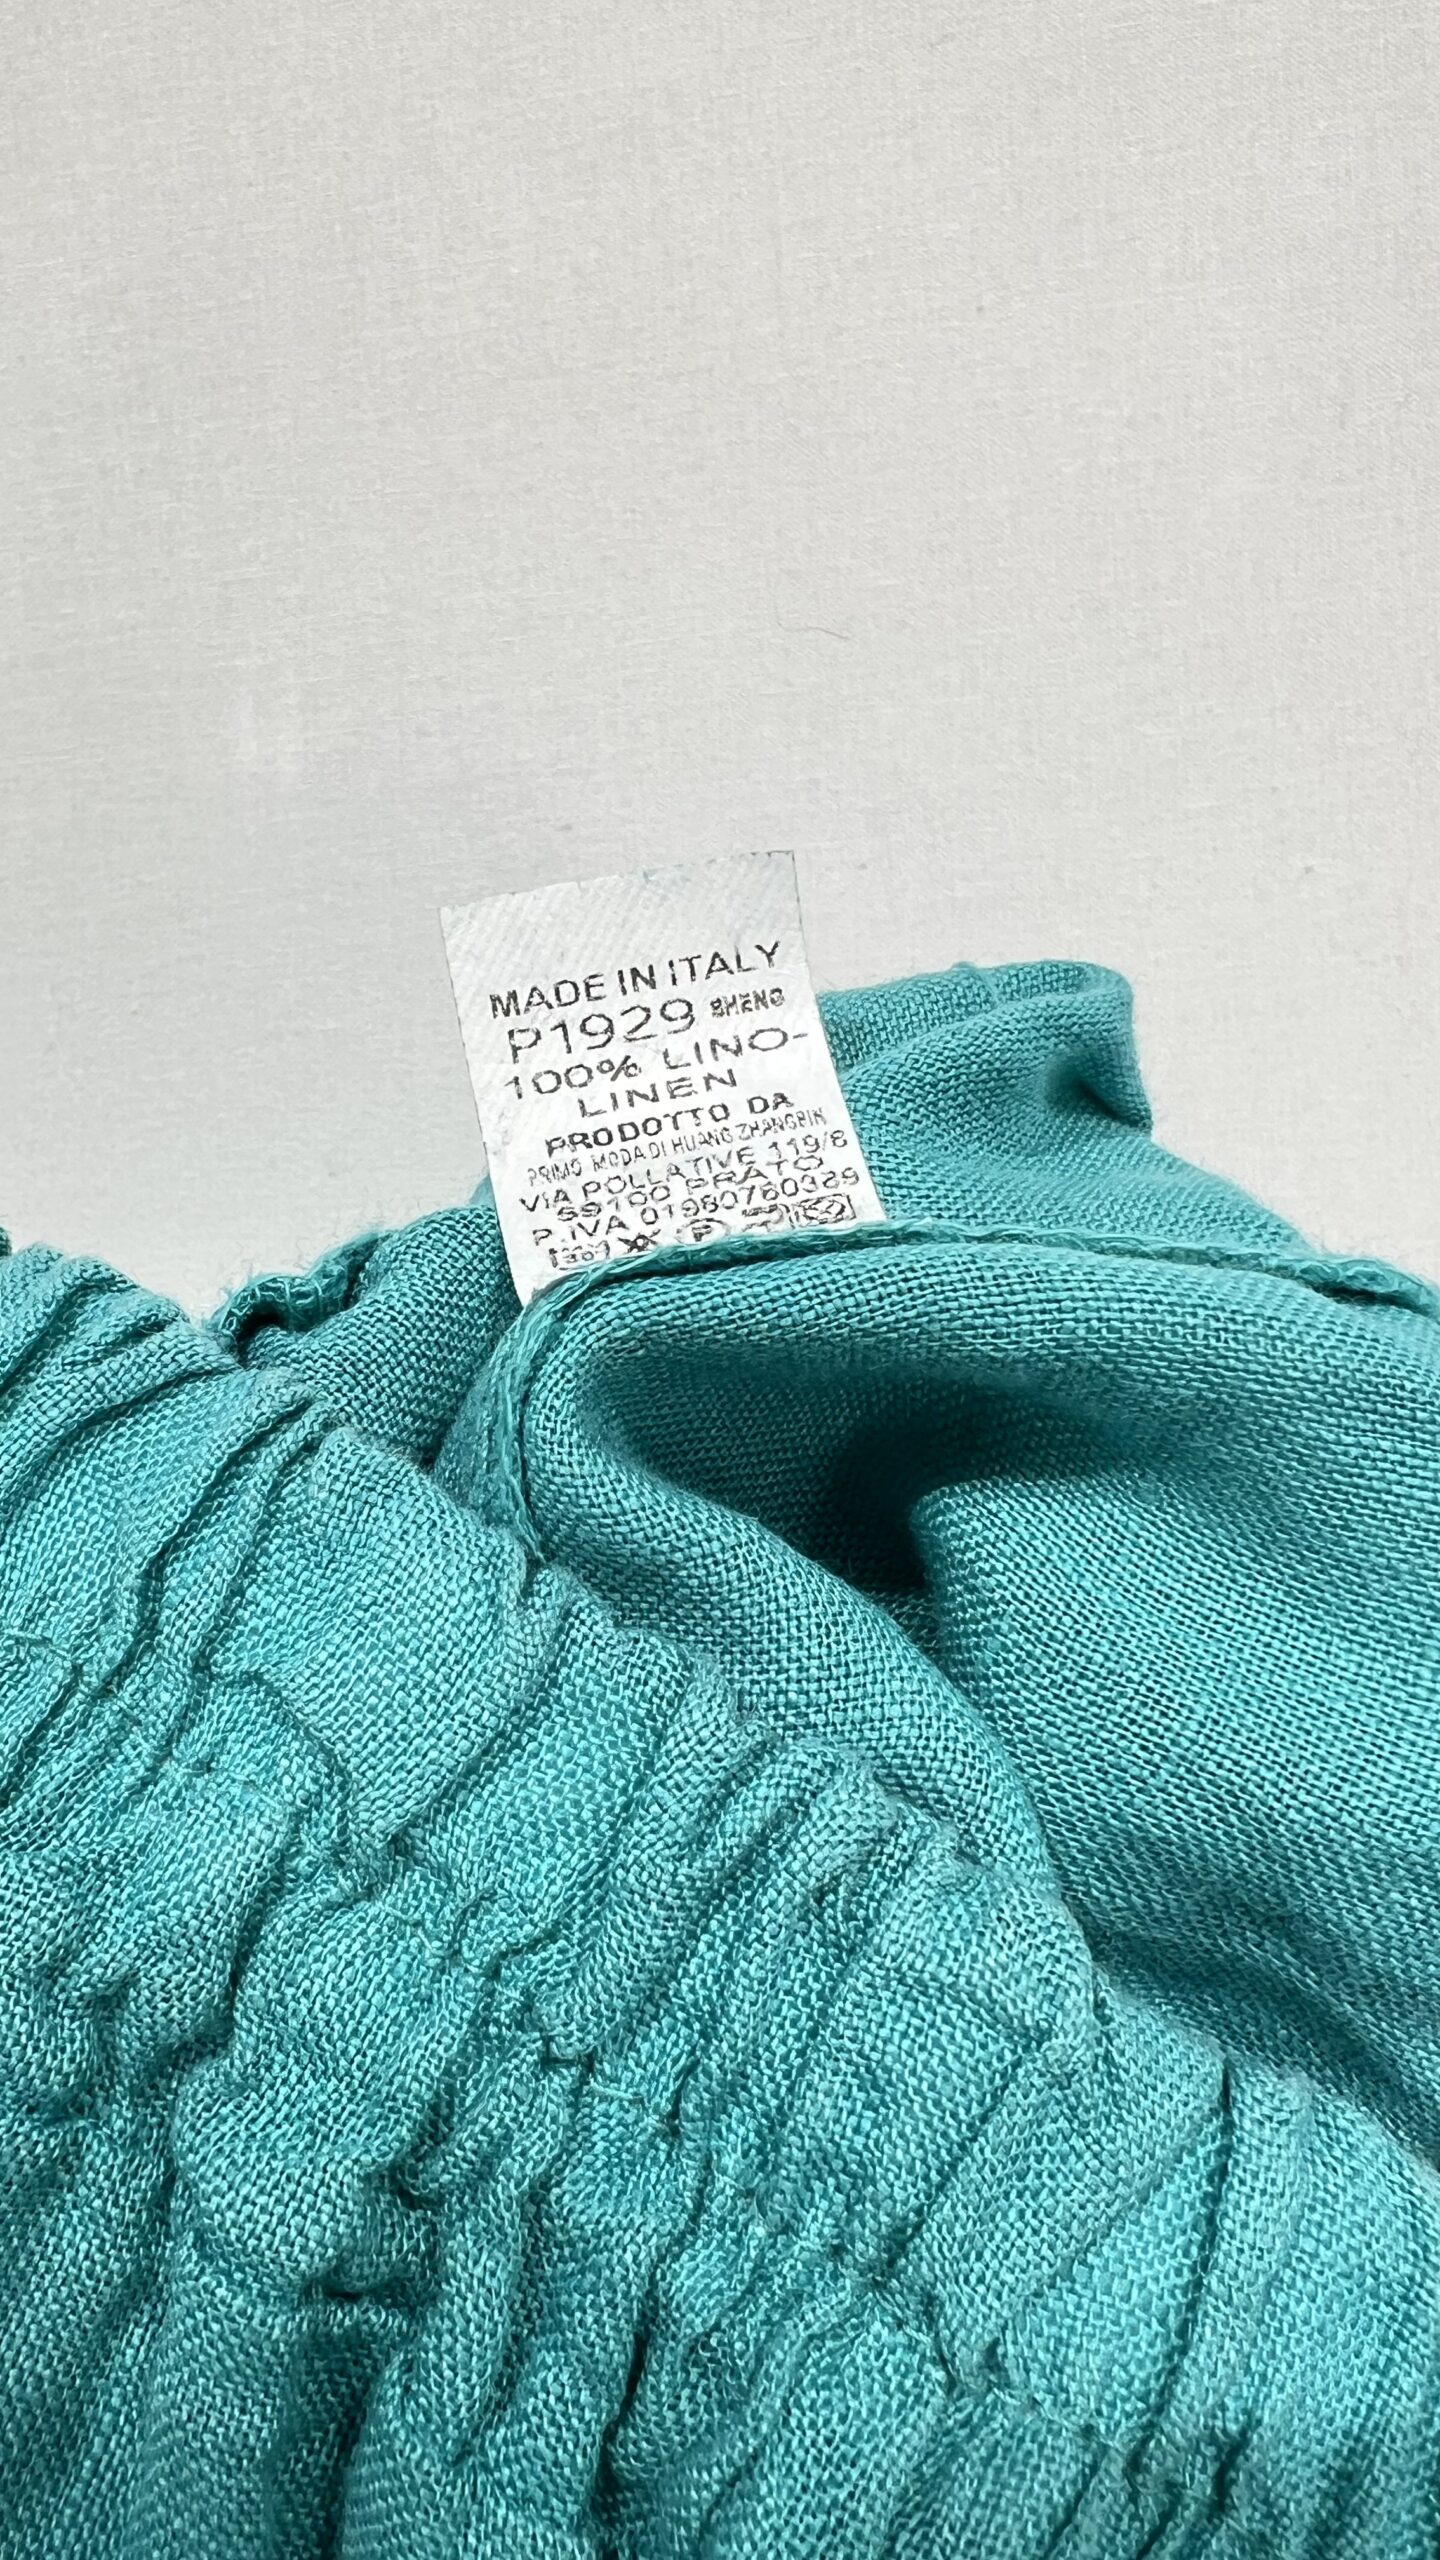 MADE IN ITALY
P1929 SHENG
100% LINO-
LINEN
PRODOTTO DA
PRIMO MODA DI HUANG ZHANGBIN
VIA POLLATIVE 119/8
59100 PRATO
P.IVA 01980760389